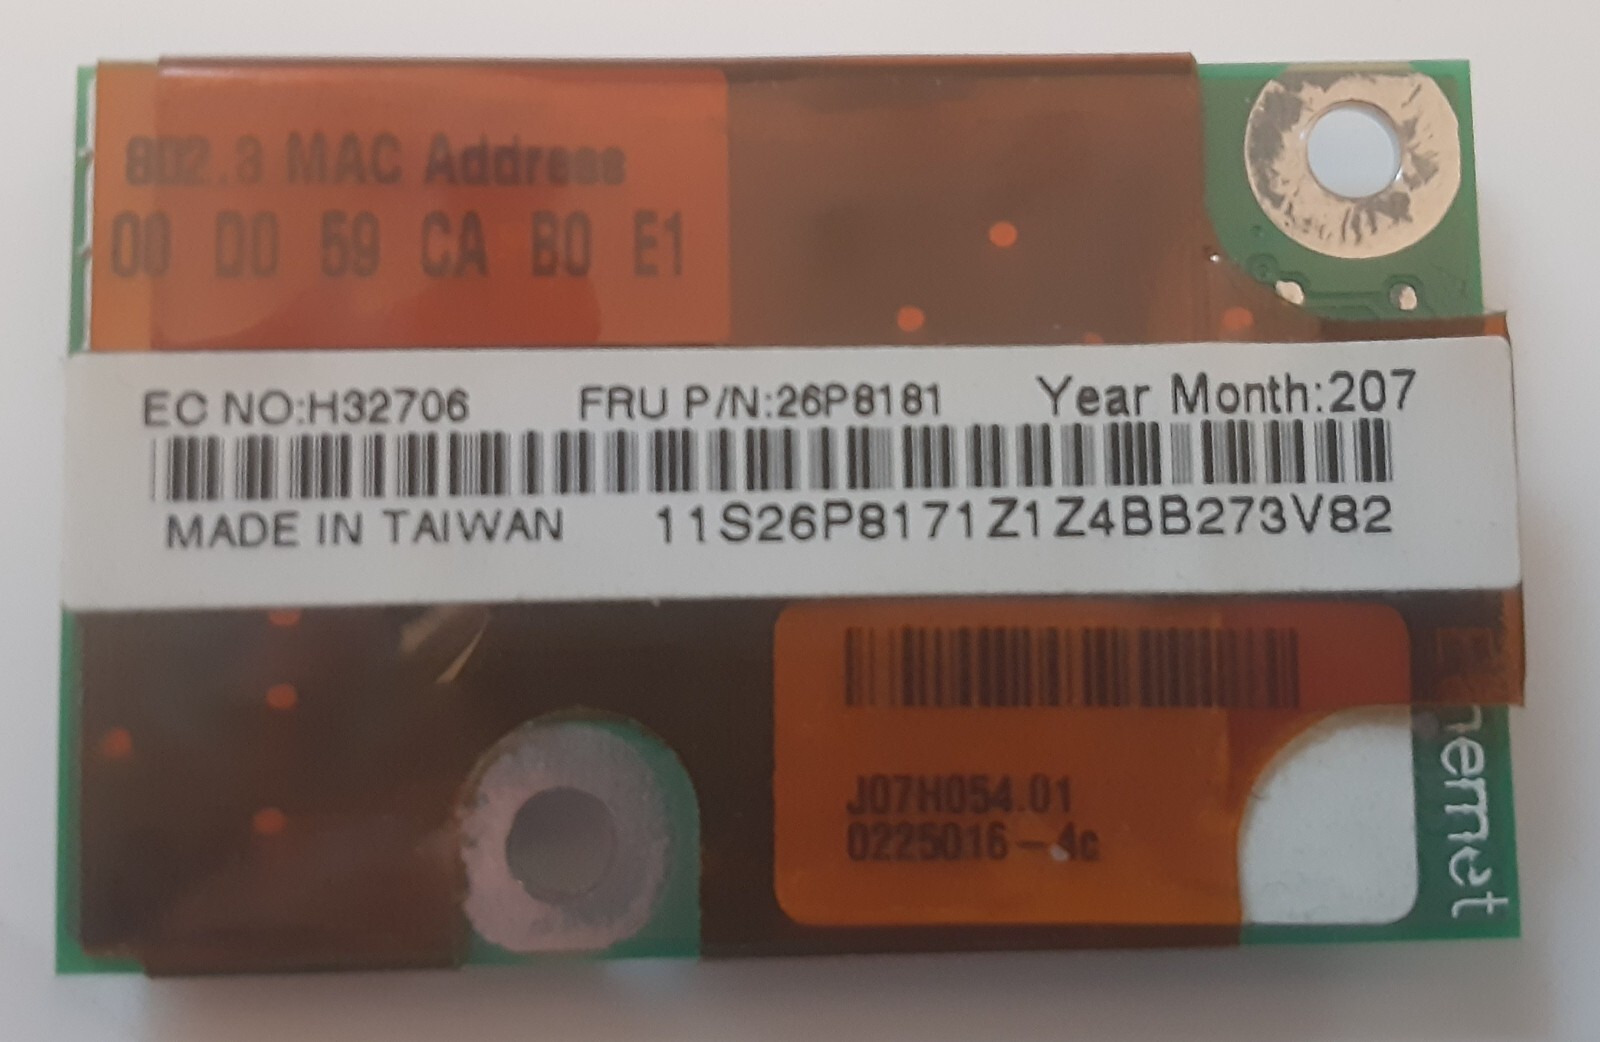 802.3 MAC Address
00 D0 59 CA B0 E1
EC NO:H32706 FRU P/N:26P8181 Year Month:207
MADE IN TAIWAN 11S26P8171Z1Z4BB273V82
J07H054.01
0225016-4c
Ethernet